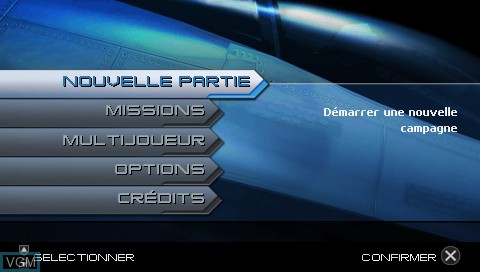 NOUVELLE PARTIE
MISSIONS
MULTIJOUEUR
OPTIONS
CRÉDITS
Démarrer une nouvelle
campagne
SELECTIONNER
CONFIRMER
VGM